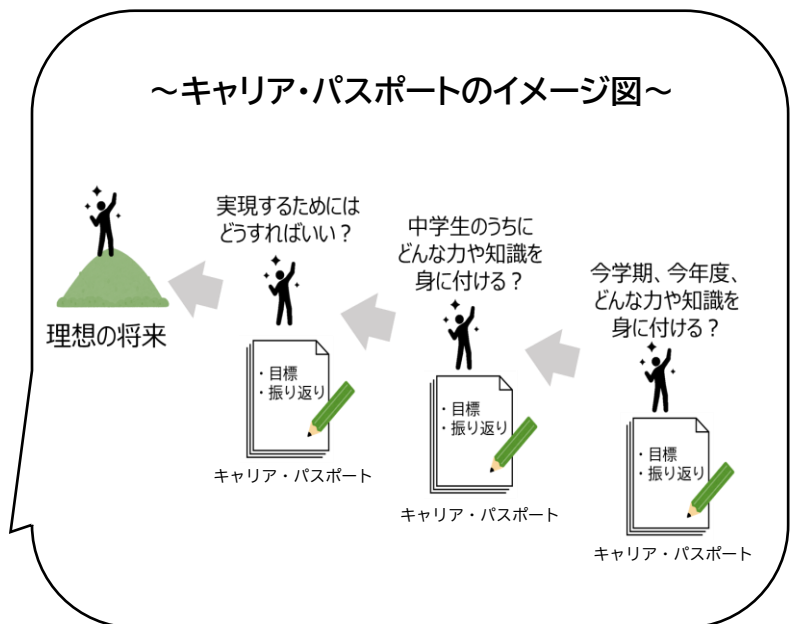 ～キャリア・パスポートのイメージ図～
実現するためには
どうすればいい？
中学生のうちに
どんな力や知識を
身に付ける？
今学期、今年度、
どんな力や知識を
身に付ける？
理想の将来
・目標
・振り返り
キャリア・パスポート
・目標
・振り返り
キャリア・パスポート
・目標
・振り返り
キャリア・パスポート